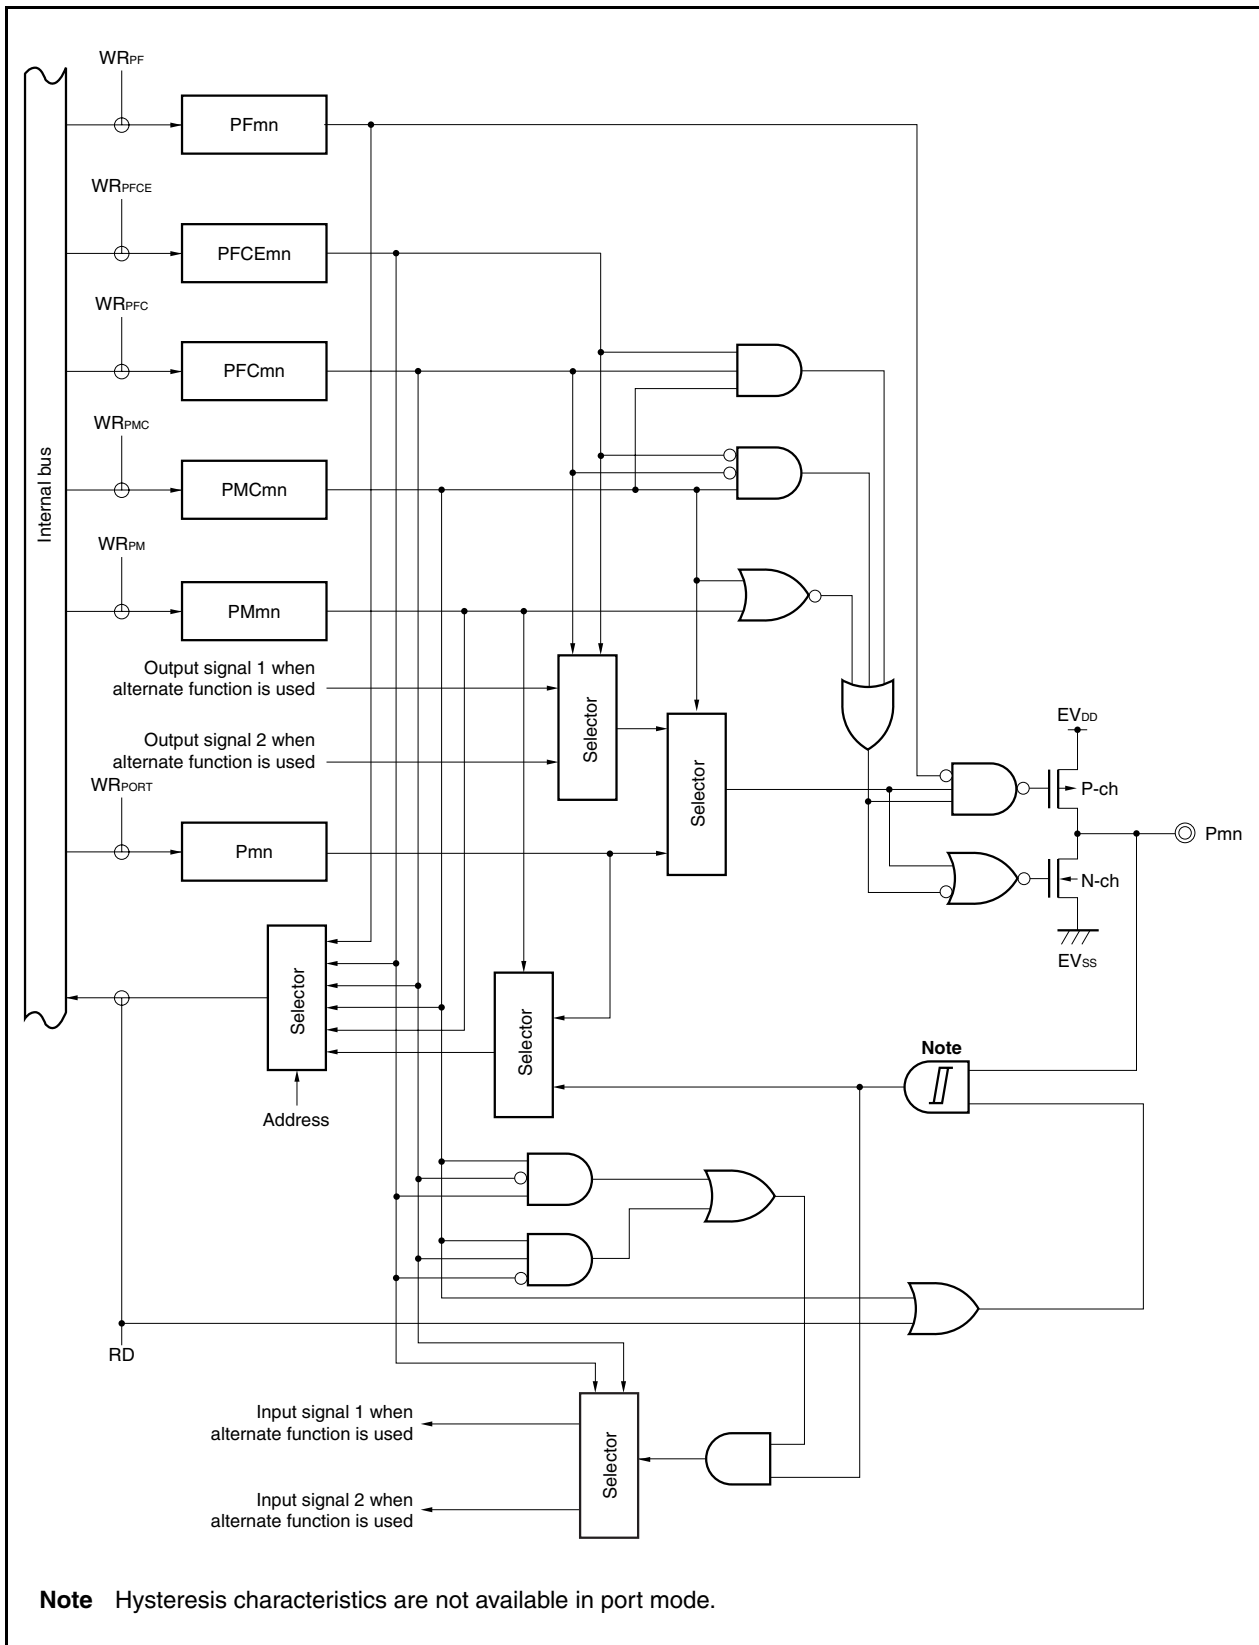 WRPF
PFmn
WRPFCE
PFCEmn
WRPFC
PFCmn
WRPMC
PMCmn
Internal bus
WRPM
PMmn
Output signal 1 when
alternate function is used
Output signal 2 when
alternate function is used
Selector
Selector
WRPORT
Pmn
EVDD
P-ch
Pmn
N-ch
EVSS
Selector
Selector
Address
Note
RD
Input signal 1 when
alternate function is used
Input signal 2 when
alternate function is used
Selector
Note Hysteresis characteristics are not available in port mode.